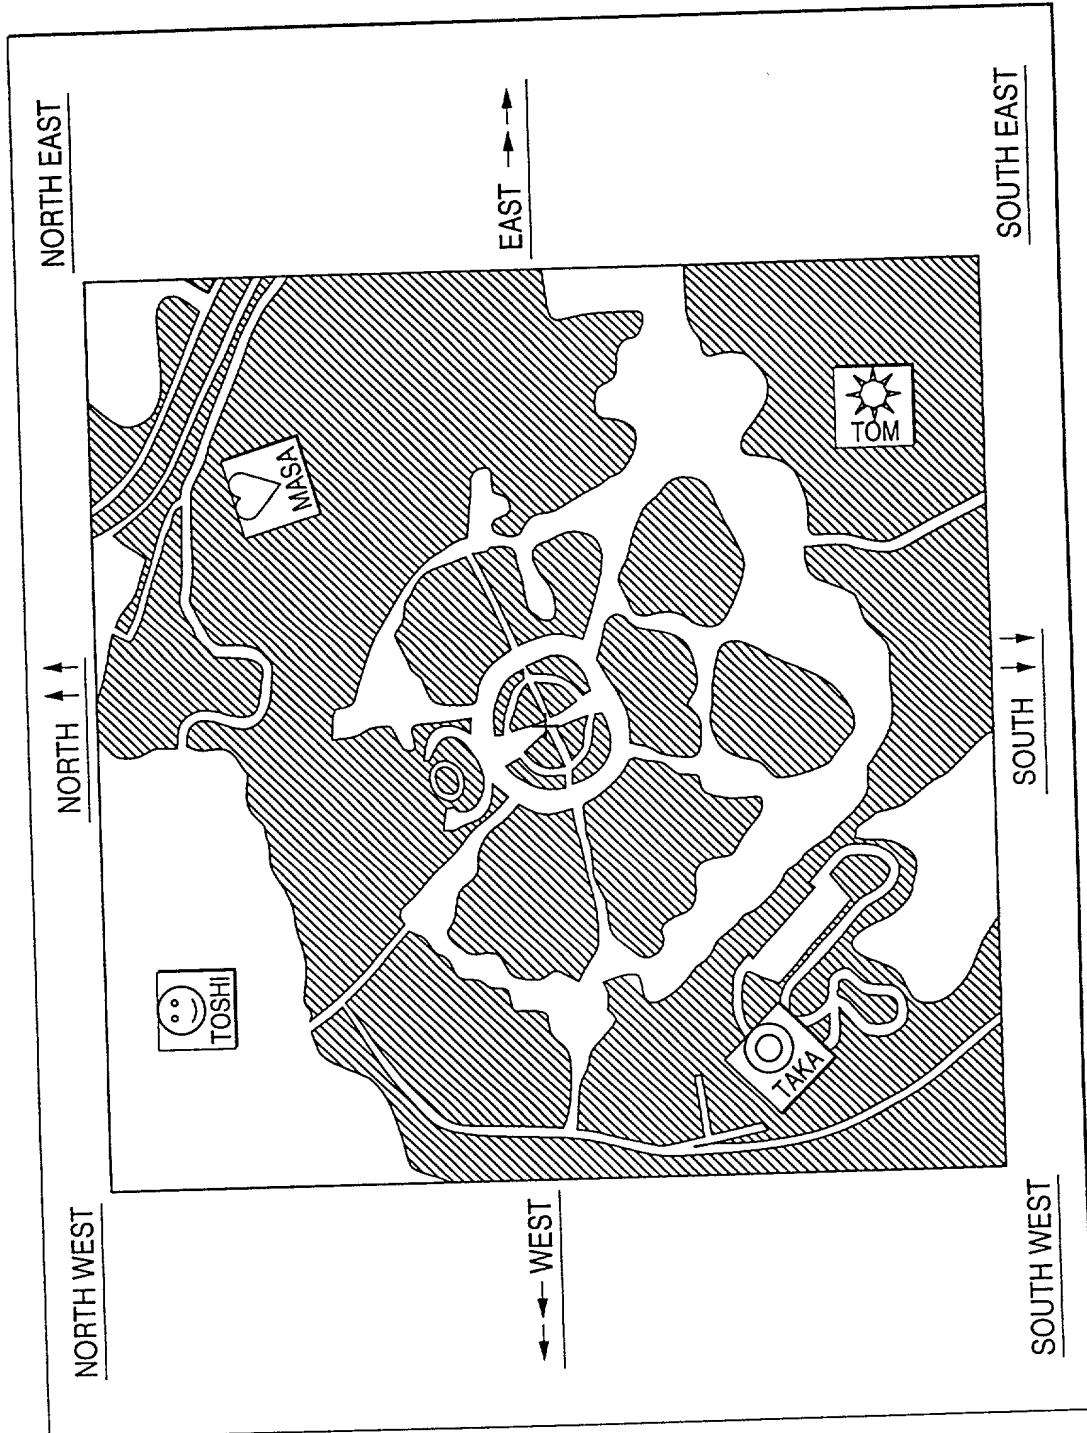 NORTH WEST
NORTH ↑ ↑
NORTH EAST
TOSHI
MASA
← ← WEST
EAST → →
TAKA
TOM
SOUTH WEST
SOUTH ↓ ↓
SOUTH EAST